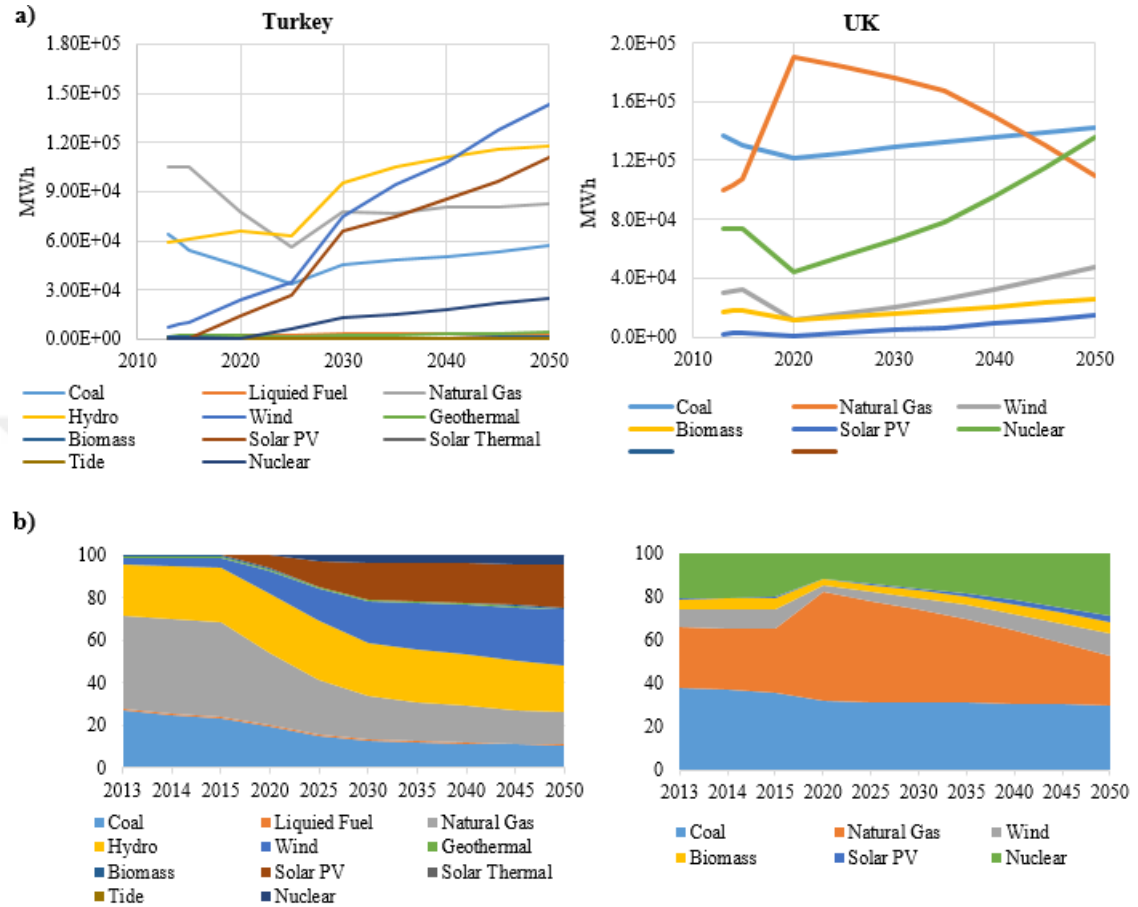 a)
Turkey
UK
1.80E+05
1.50E+05
1.20E+05
9.00E+04
6.00E+04
3.00E+04
0.00E+00
MWh
2010 2020 2030 2040 2050
Coal Liquied Fuel Natural Gas
Hydro Wind Geothermal
Biomass Solar PV Solar Thermal
Tide Nuclear
2.0E+05
1.6E+05
1.2E+05
8.0E+04
4.0E+04
0.0E+00
MWh
2010 2020 2030 2040 2050
Coal Natural Gas Wind
Biomass Solar PV Nuclear
b)
100
80
60
40
20
0
2013 2014 2015 2020 2025 2030 2035 2040 2045 2050
Coal Liquied Fuel Natural Gas
Hydro Wind Geothermal
Biomass Solar PV Solar Thermal
Tide Nuclear
100
80
60
40
20
0
2013 2014 2015 2020 2025 2030 2035 2040 2045 2050
Coal Natural Gas Wind
Biomass Solar PV Nuclear